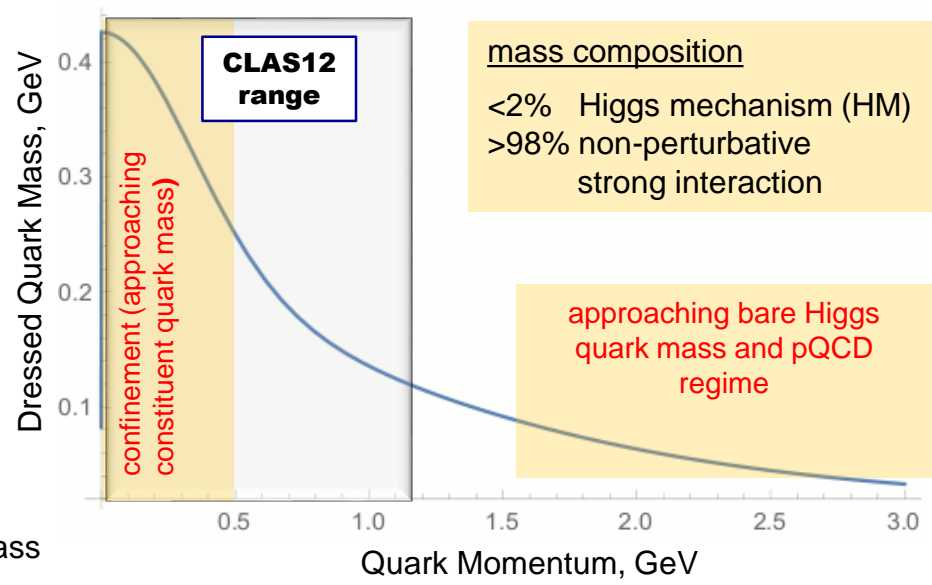 CLAS12
range
mass composition
<2% Higgs mechanism (HM)
>98% non-perturbative
strong interaction
Dressed Quark Mass, GeV
0.4
0.3
0.2
0.1
confinement (approaching
constituent quark mass)
approaching bare Higgs
quark mass and pQCD
regime
0.5
1.0
1.5
2.0
2.5
3.0
Quark Momentum, GeV
ass